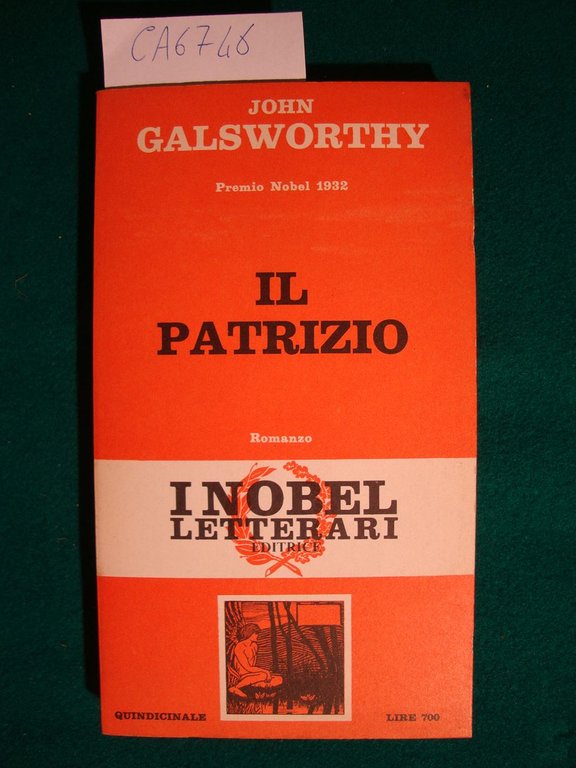 CA6746
JOHN
GALSWORTHY
Premio Nobel 1932
IL
PATRIZIO
Romanzo
I NOBEL
LETTERARI
EDITRICE
QUINDICINALE
LIRE 700